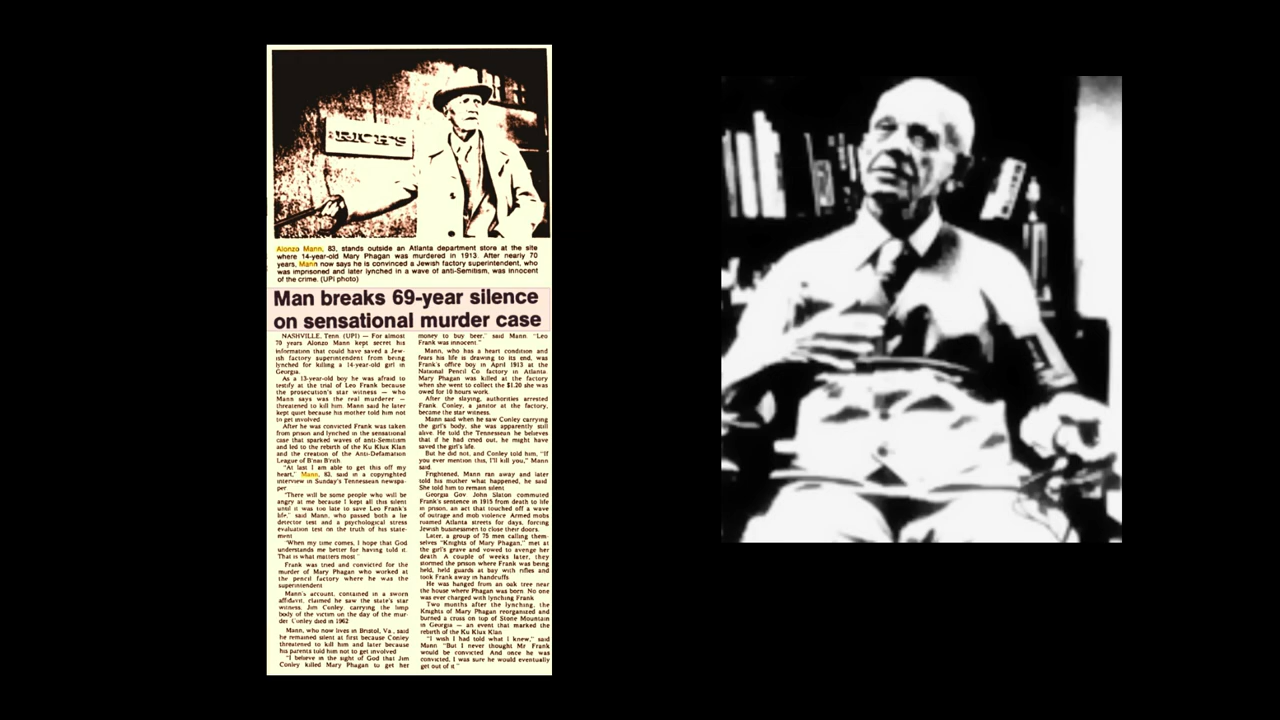 RICH'S
Alonzo Mann, 83, stands outside an Atlanta department store at the site
where 14-year-old Mary Phagan was murdered in 1913. After nearly 70
years, Mann now says he is convinced a Jewish factory superintendent, who
was imprisoned and later lynched in a wave of anti-Semitism, was innocent
of the crime. (UPI photo)
Man breaks 69-year silence
on sensational murder case
NASHVILLE, Tenn (UPI) — For almost
70 years Alonzo Mann kept secret his
information that could have saved a Jew-
ish factory superintendent from being
lynched for killing a 14-year-old girl in
Georgia.
As a 13-year-old boy he was afraid to
testify at the trial of Leo Frank because
the prosecution's star witness — who
Mann says was the real murderer —
threatened to kill him. Mann said he later
kept quiet because his mother told him not
to get involved
After he was convicted Frank was taken
from prison and lynched in the sensational
case that sparked waves of anti-Semitism
and led to the rebirth of the Ku Klux Klan
and the creation of the Anti-Defamation
League of B'nai B'rith
"At last I am able to get this off my
heart," Mann, 83, said in a copyrighted
interview in Sunday's Tennessean newspa-
per
"There will be some people who will be
angry at me because I kept all this silent
until it was too late to save Leo Frank's
life," said Mann, who passed both a lie
detector test and a psychological stress
evaluation test on the truth of his state-
ment
"When my time comes, I hope that God
understands me better for having told it.
That is what matters most"
Frank was tried and convicted for the
murder of Mary Phagan who worked at
the pencil factory where he was the
superintendent
Mann's account, contained in a sworn
affidavit, claimed he saw the state's star
witness, Jim Conley, carrying the limp
body of the victim on the day of the mur-
der Conley died in 1962
Mann, who now lives in Bristol, Va, said
he remained silent at first because Conley
threatened to kill him and later because
his parents told him not to get involved
"I believe in the sight of God that Jim
Conley killed Mary Phagan to get her
money to buy beer," said Mann. "Leo
Frank was innocent."
Mann, who has a heart condition and
fears his life is drawing to its end, was
Frank's office boy in April 1913 at the
National Pencil Co factory in Atlanta
Mary Phagan was killed at the factory
when she went to collect the $1.20 she was
owed for 10 hours work
After the slaying, authorities arrested
Frank. Conley, a janitor at the factory,
became the star witness.
Mann said when he saw Conley carrying
the girl's body, she was apparently still
alive. He told the Tennessean he believes
that if he had cried out, he might have
saved the girl's life.
But he did not, and Conley told him, "If
you ever mention this, I'll kill you," Mann
said.
Frightened, Mann ran away and later
told his mother what happened, he said
She told him to remain silent
Georgia Gov John Slaton commuted
Frank's sentence in 1915 from death to life
in prison, an act that touched off a wave
of outrage and mob violence Armed mobs
roamed Atlanta streets for days, forcing
Jewish businessmen to close their doors.
Later, a group of 75 men calling them-
selves "Knights of Mary Phagan," met at
the girl's grave and vowed to avenge her
death A couple of weeks later, they
stormed the prison where Frank was being
held, held guards at bay with rifles and
took Frank away in handcuffs
He was hanged from an oak tree near
the house where Phagan was born No one
was ever charged with lynching Frank
Two months after the lynching, the
Knights of Mary Phagan reorganized and
burned a cross on top of Stone Mountain
in Georgia — an event that marked the
rebirth of the Ku Klux Klan
"I wish I had told what I knew," said
Mann "But I never thought Mr Frank
would be convicted And once he was
convicted, I was sure he would eventually
get out of it"